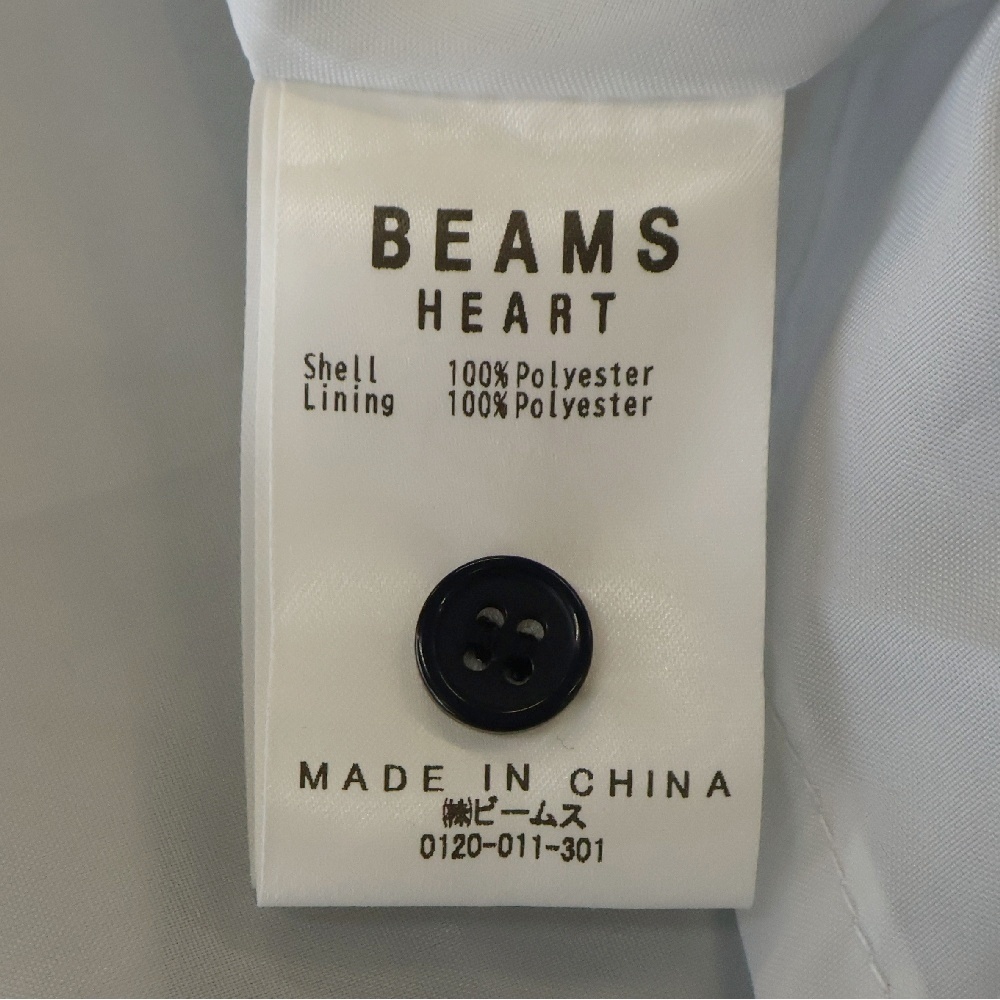 BEAMS
HEART
Shell 100%Polyester
Lining 100%Polyester
MADE IN CHINA
㈱ビームス
0120-011-301